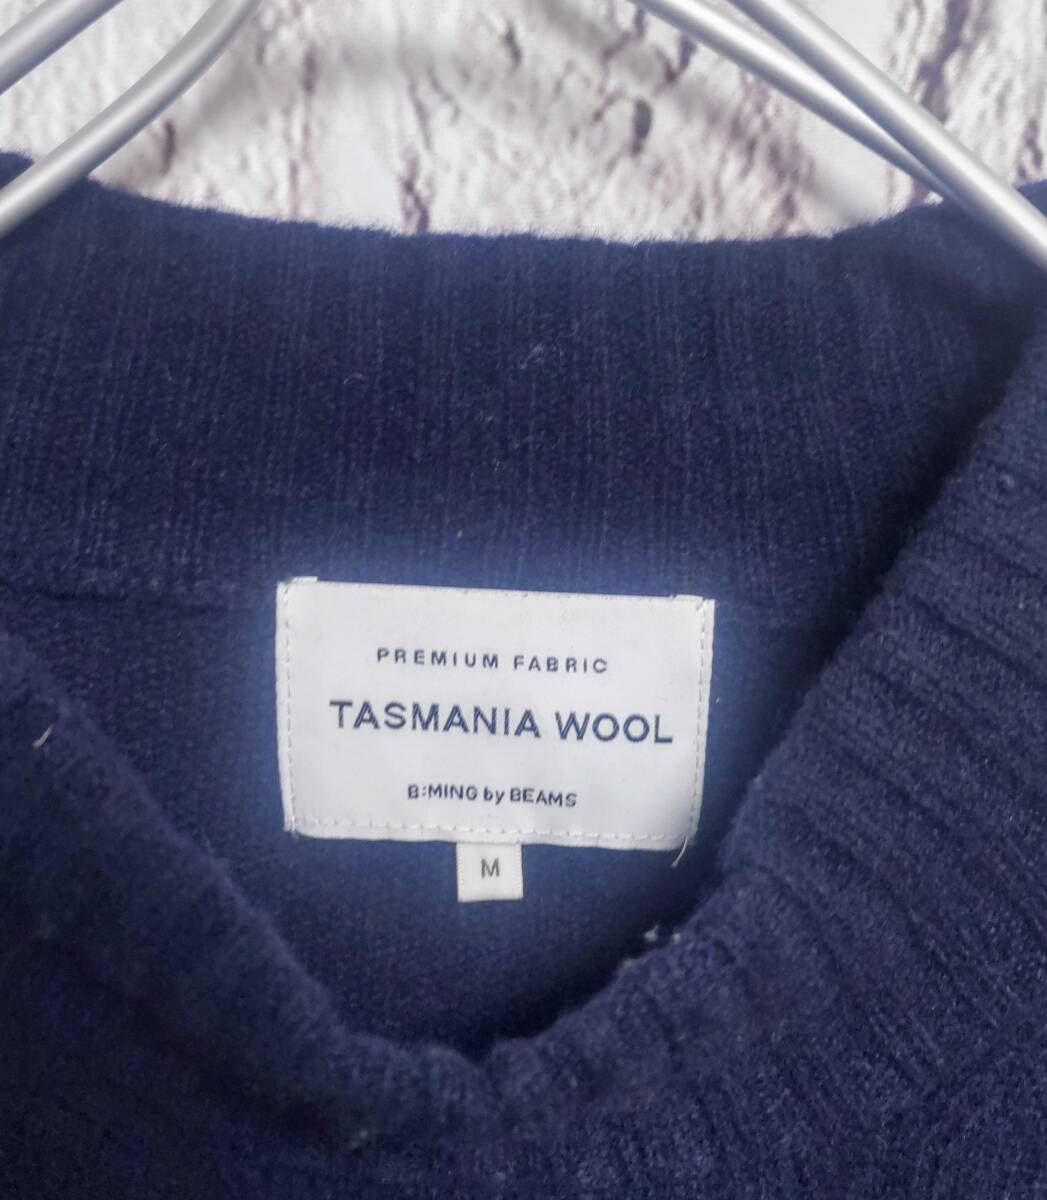 PREMIUM FABRIC
TASMANIA WOOL
B:MING by BEAMS
M